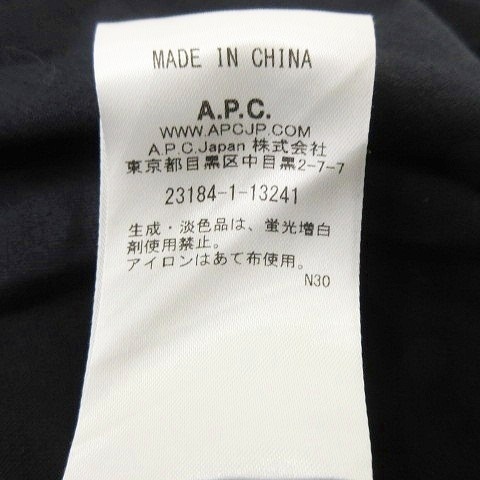 MADE IN CHINA
A.P.C.
WWW.APCJP.COM
A.P.C.Japan 株式会社
東京都目黒区中目黒2-7-7
23184-1-13241
生成・淡色品は、蛍光増白
剤使用禁止。
アイロンはあて布使用。
N30